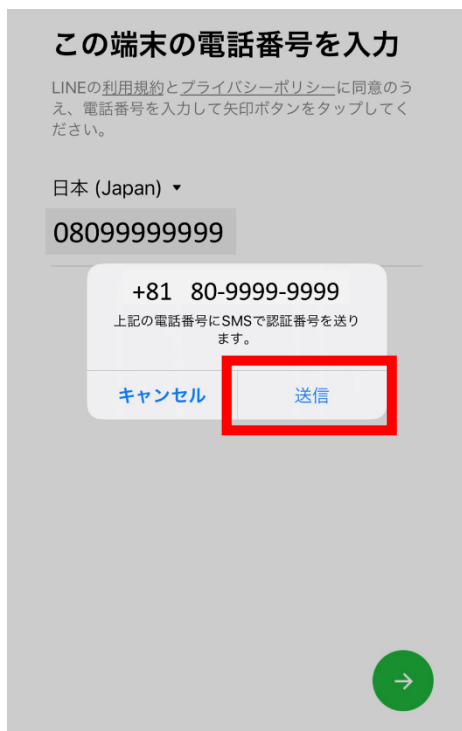 この端末の電話番号を入力
LINEの利用規約とプライバシーポリシーに同意のう
え、電話番号を入力して矢印ボタンをタップしてく
ださい。
日本 (Japan) ▼
08099999999
+81 80-9999-9999
上記の電話番号にSMSで認証番号を送り
ます。
キャンセル 送信